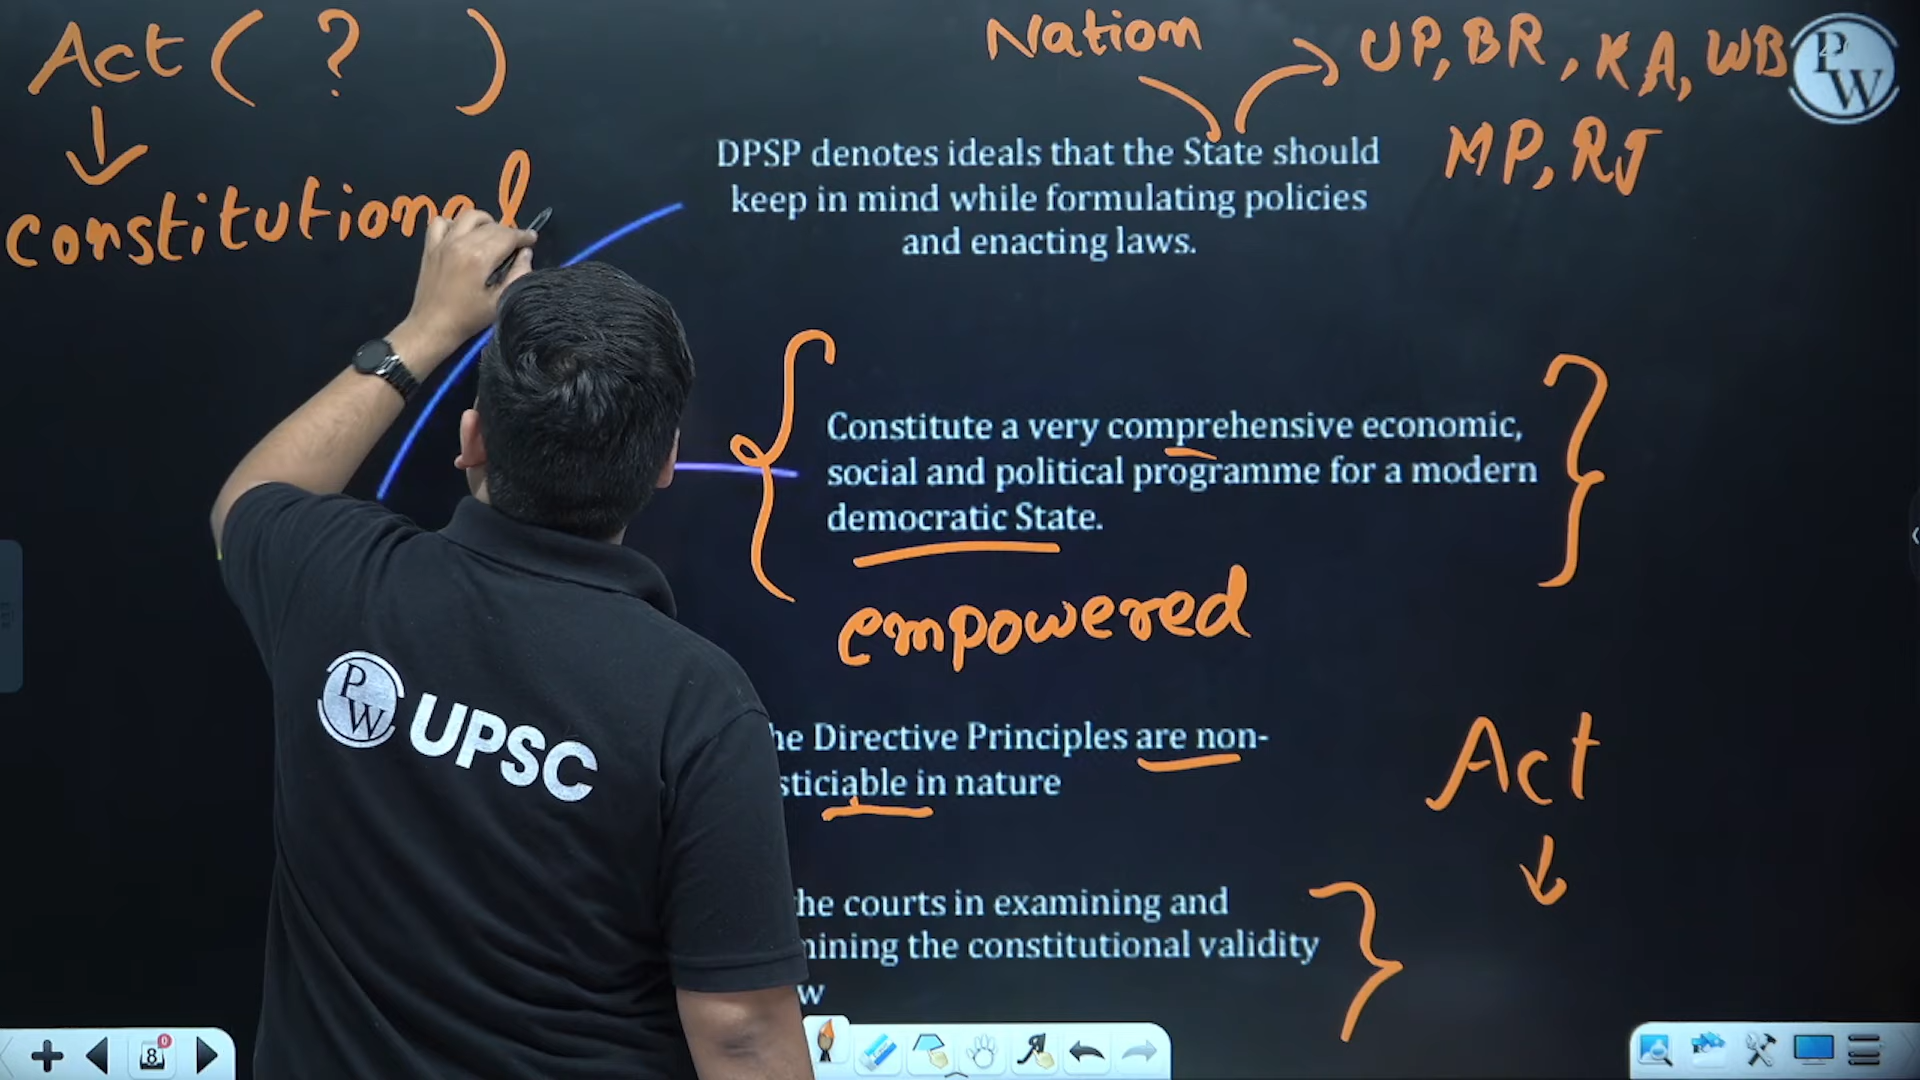 Act ( ? )
constitutional
Nation
UP, BR, KA, WB
MP, RJ
PW
DPSP denotes ideals that the State should
keep in mind while formulating policies
and enacting laws.
Constitute a very comprehensive economic,
social and political programme for a modern
democratic State.
empowered
he Directive Principles are non-
sticiable in nature
Act
he courts in examining and
ining the constitutional validity
w
PW UPSC
8
0